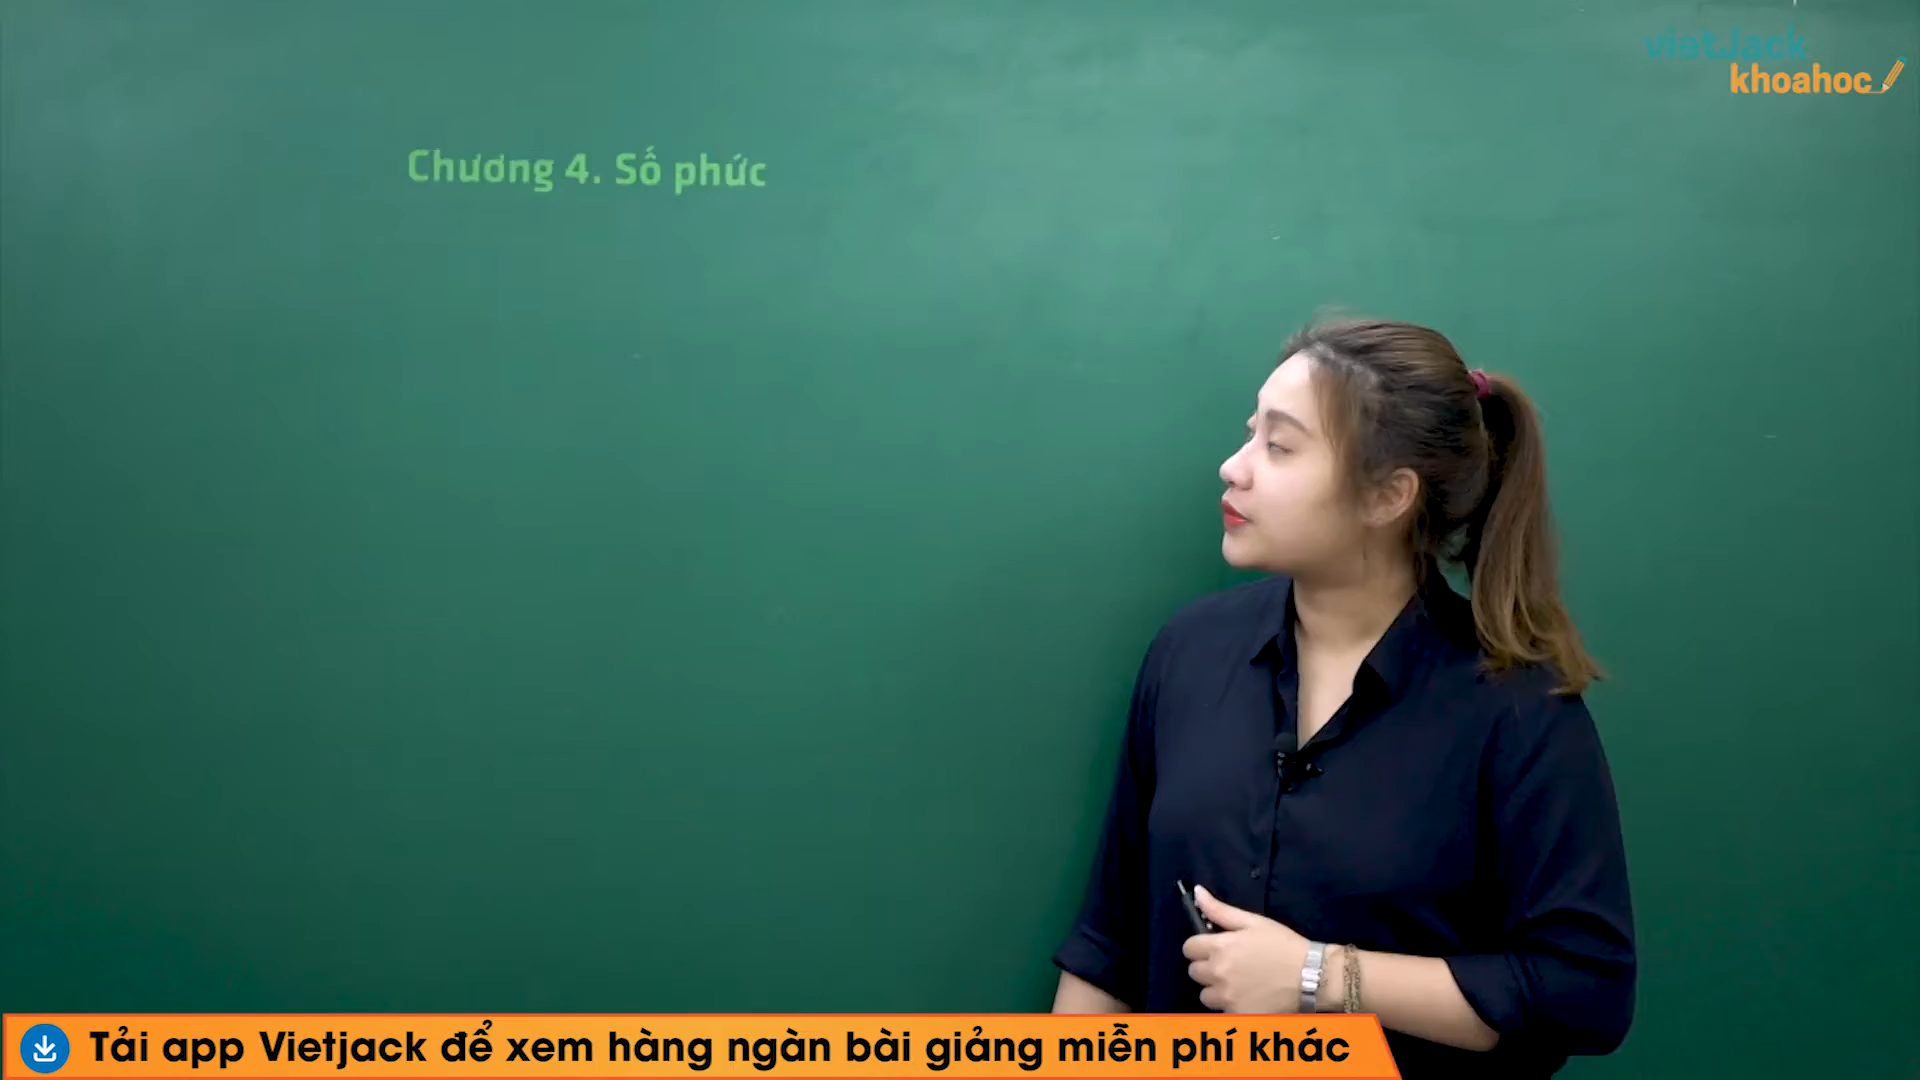 vietJack
khoahoc
Chương 4. Số phức
Tải app Vietjack để xem hàng ngàn bài giảng miễn phí khác